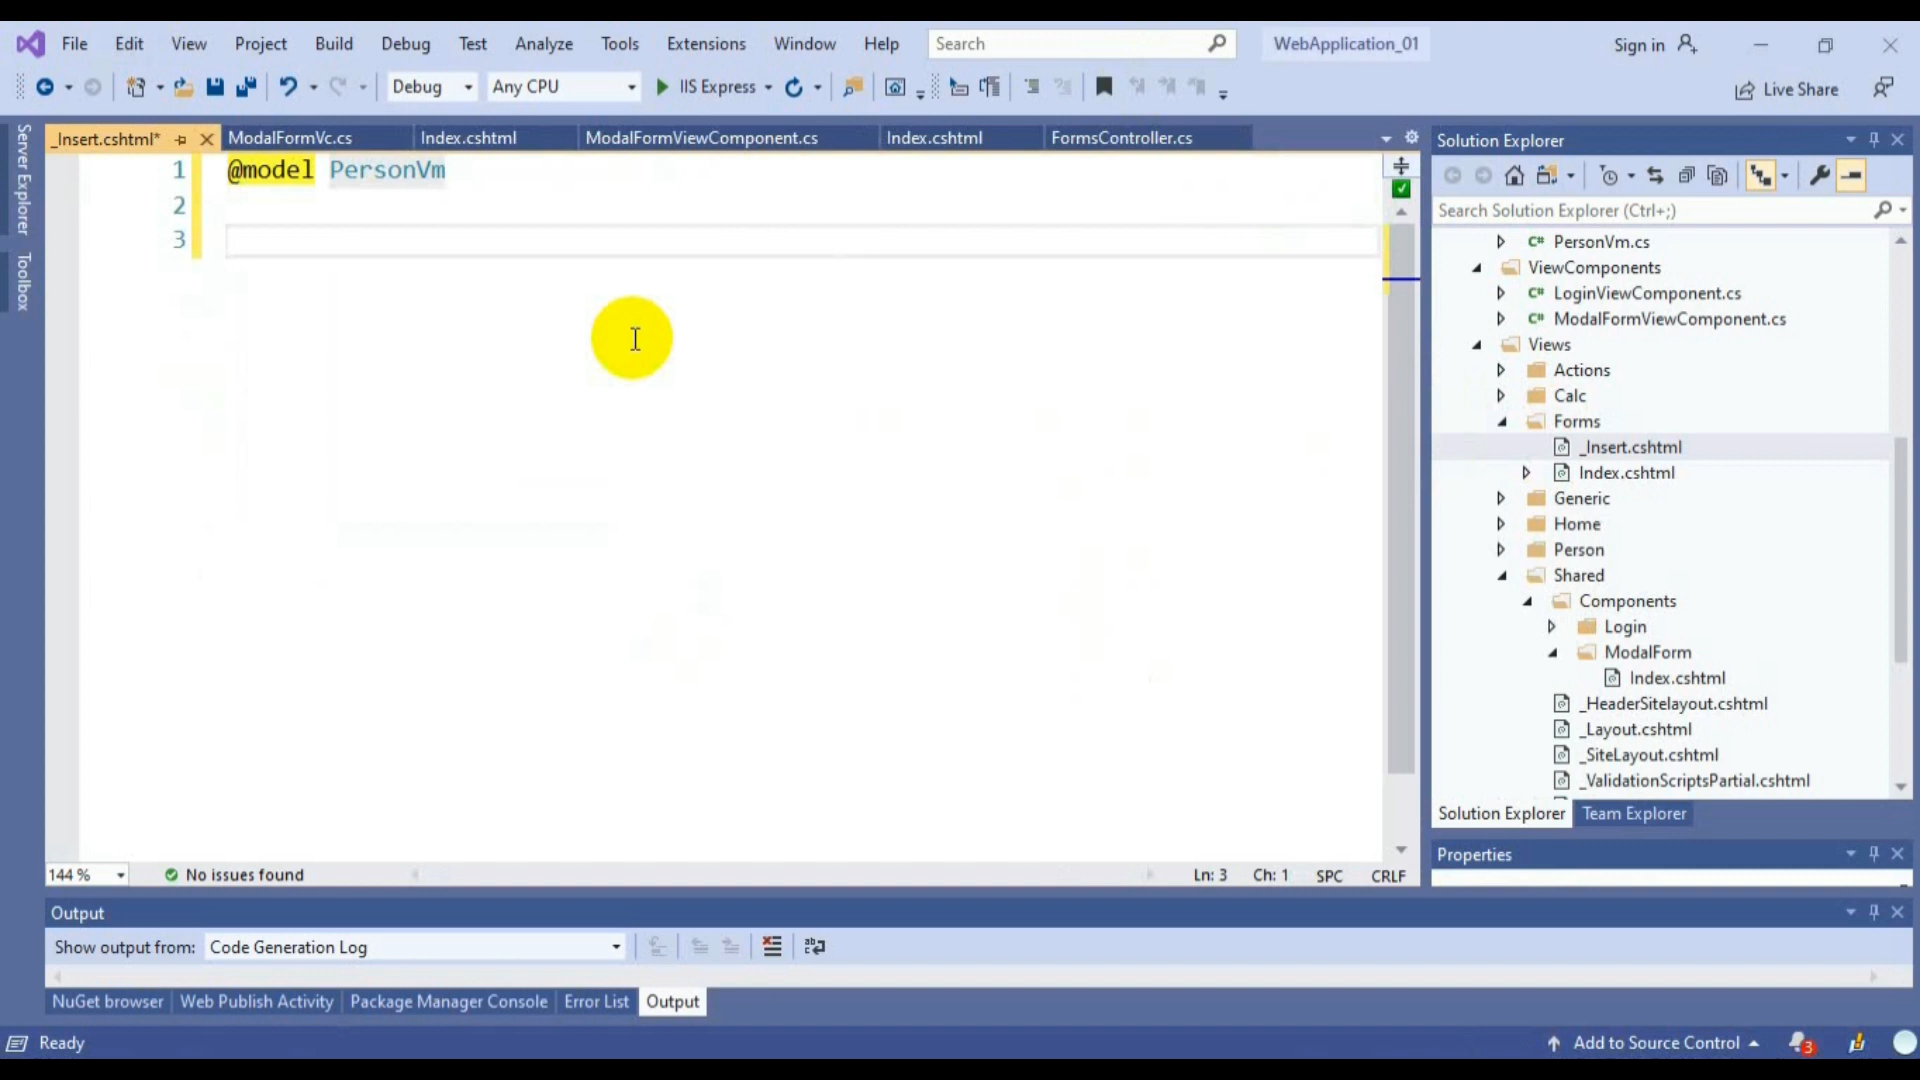 File Edit View Project Build Debug Test Analyze Tools Extensions Window Help Search WebApplication_01 Sign in
Debug Any CPU IIS Express Live Share
Server Explorer
Toolbox
_Insert.cshtml* ModalFormVc.cs Index.cshtml ModalFormViewComponent.cs Index.cshtml FormsController.cs
1 @model PersonVm
2
3
144 % No issues found Ln: 3 Ch: 1 SPC CRLF
Solution Explorer
Search Solution Explorer (Ctrl+;)
C# PersonVm.cs
ViewComponents
C# LoginViewComponent.cs
C# ModalFormViewComponent.cs
Views
Actions
Calc
Forms
_Insert.cshtml
Index.cshtml
Generic
Home
Person
Shared
Components
Login
ModalForm
Index.cshtml
_HeaderSitelayout.cshtml
_Layout.cshtml
_SiteLayout.cshtml
_ValidationScriptsPartial.cshtml
Solution Explorer Team Explorer
Properties
Output
Show output from: Code Generation Log
NuGet browser Web Publish Activity Package Manager Console Error List Output
Ready Add to Source Control 3